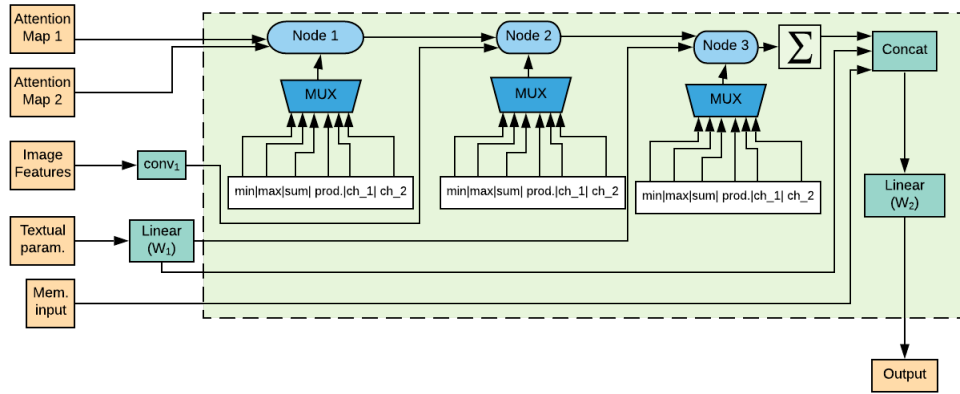 Attention
Map 1
Attention
Map 2
Image
Features
Textual
param.
Mem.
input
conv₁
Linear
(W₁)
Node 1
MUX
min|max|sum| prod.|ch_1| ch_2
Node 2
MUX
min|max|sum| prod.|ch_1| ch_2
Node 3
MUX
min|max|sum| prod.|ch_1| ch_2
∑
Concat
Linear
(W₂)
Output